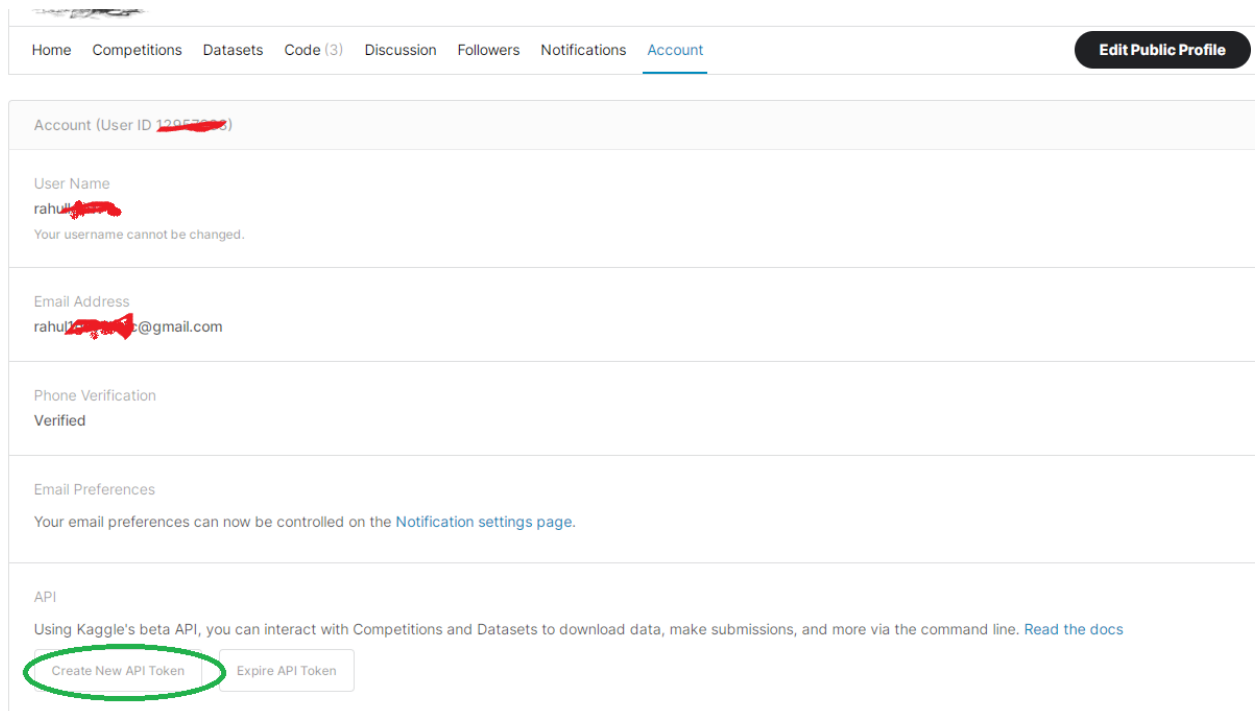 Home Competitions Datasets Code (3) Discussion Followers Notifications Account Edit Public Profile
Account (User ID
User Name
Your username cannot be changed.
Email Address
@gmail.com
Phone Verification
Verified
Email Preferences
Your email preferences can now be controlled on the Notification settings page.
API
Using Kaggle's beta API, you can interact with Competitions and Datasets to download data, make submissions, and more via the command line. Read the docs
Create New API Token Expire API Token